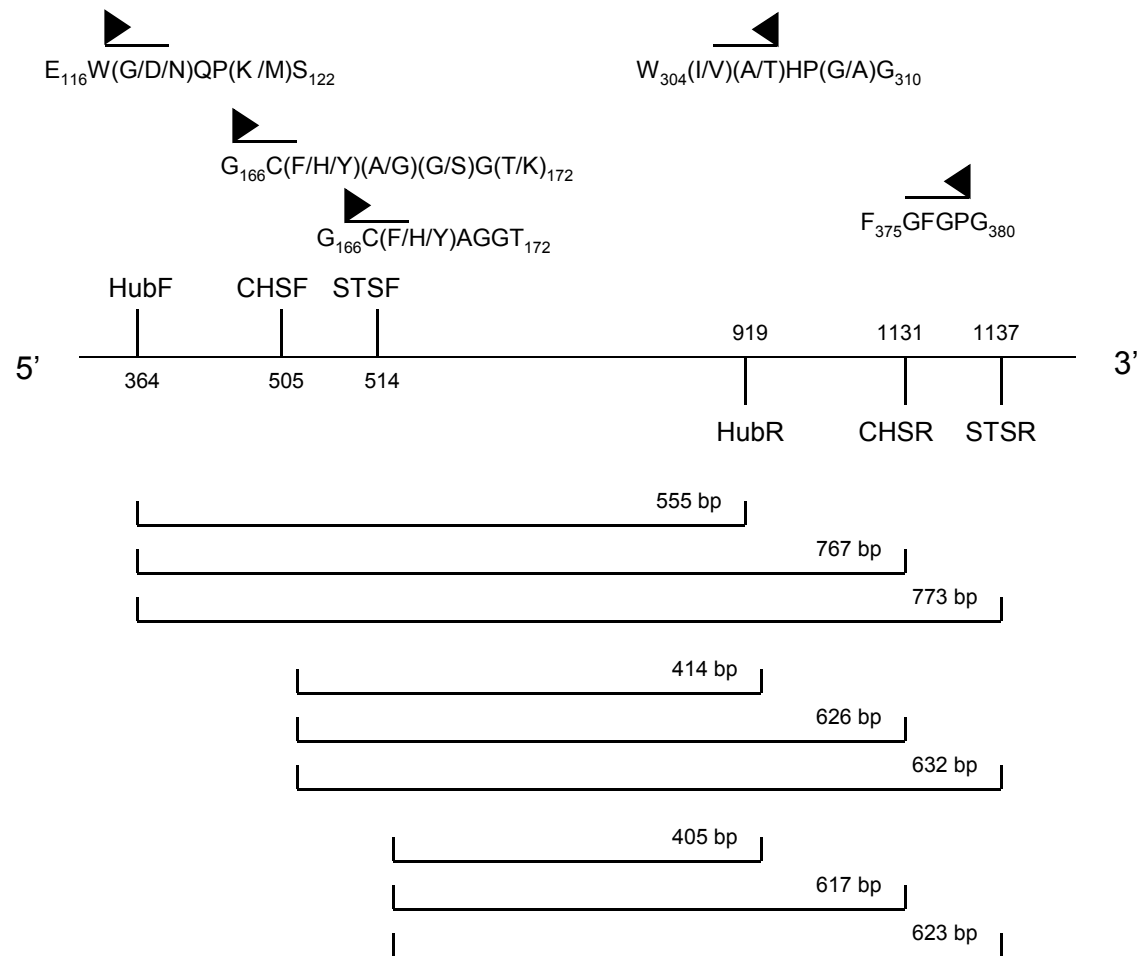 E116W(G/D/N)QP(K /M)S122
W304(I/V)(A/T)HP(G/A)G310
G166C(F/H/Y)(A/G)(G/S)G(T/K)172
F375GFGPG380
G166C(F/H/Y)AGGT172
HubF CHSF STSF
919 1131 1137
5’ 3’
364 505 514
HubR CHSR STSR
555 bp
767 bp
773 bp
414 bp
626 bp
632 bp
405 bp
617 bp
623 bp